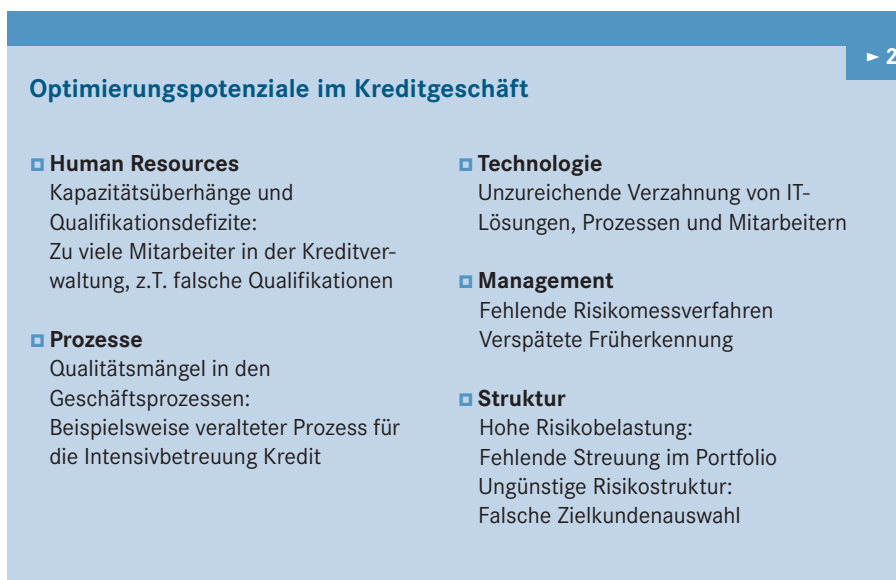 ► 2
Optimierungspotenziale im Kreditgeschäft
Human Resources
Kapazitätsüberhänge und
Qualifikationsdefizite:
Zu viele Mitarbeiter in der Kreditver-
waltung, z.T. falsche Qualifikationen
Prozesse
Qualitätsmängel in den
Geschäftsprozessen:
Beispielsweise veralteter Prozess für
die Intensivbetreuung Kredit
Technologie
Unzureichende Verzahnung von IT-
Lösungen, Prozessen und Mitarbeitern
Management
Fehlende Risikomessverfahren
Verspätete Früherkennung
Struktur
Hohe Risikobelastung:
Fehlende Streuung im Portfolio
Ungünstige Risikostruktur:
Falsche Zielkundenauswahl